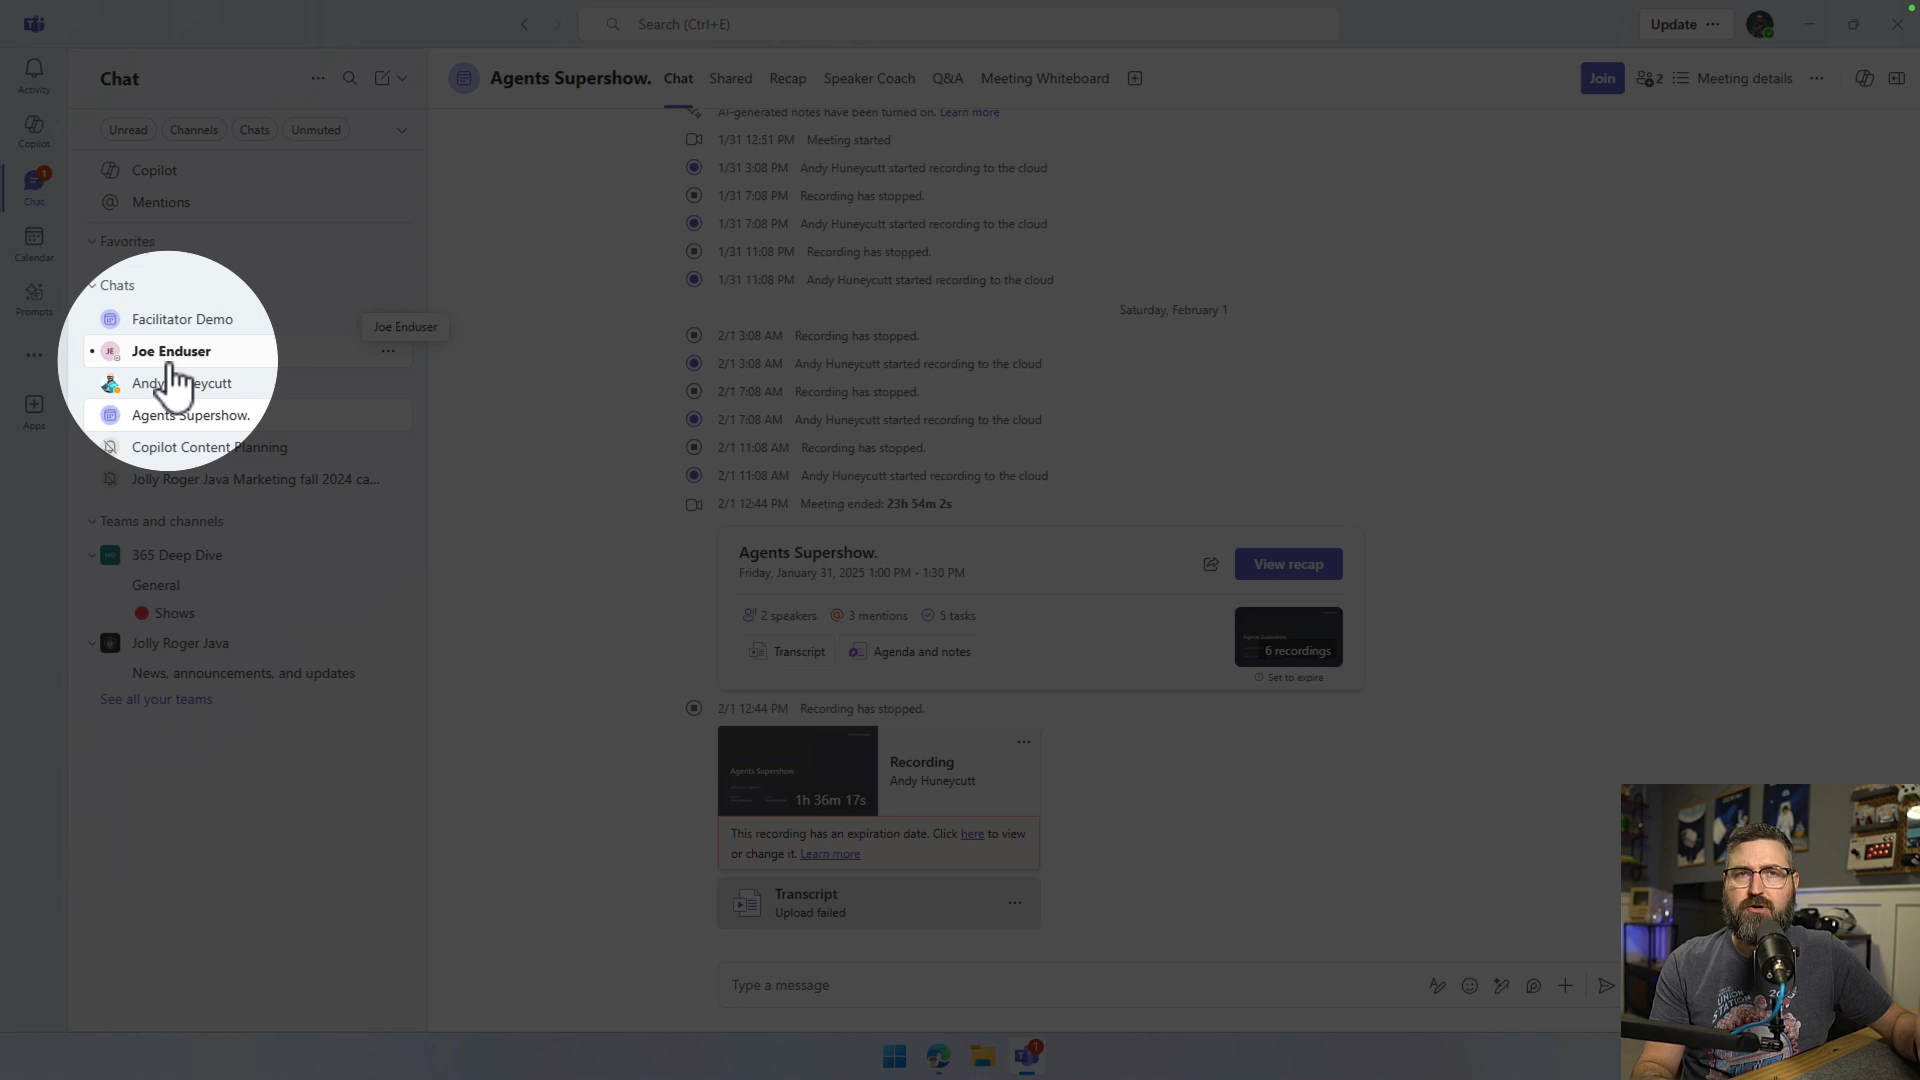 Search (Ctrl+E)
Update
Activity
Copilot
1
Chat
Calendar
Prompts
Apps
Chat
Unread
Channels
Chats
Unmuted
Copilot
Mentions
Favorites
Chats
Facilitator Demo
JE
Joe Enduser
Joe Enduser
Agents Supershow.
Copilot Content Planning
Jolly Roger Java Marketing fall 2024 ca...
Teams and channels
365 Deep Dive
General
Shows
Jolly Roger Java
News, announcements, and updates
See all your teams
Agents Supershow.
Chat
Shared
Recap
Speaker Coach
Q&A
Meeting Whiteboard
Join
2
Meeting details
AI-generated notes have been turned on. Learn more
1/31 12:51 PM Meeting started
1/31 3:08 PM Andy Huneycutt started recording to the cloud
1/31 7:08 PM Recording has stopped.
1/31 7:08 PM Andy Huneycutt started recording to the cloud
1/31 11:08 PM Recording has stopped.
1/31 11:08 PM Andy Huneycutt started recording to the cloud
Saturday, February 1
2/1 3:08 AM Recording has stopped.
2/1 3:08 AM Andy Huneycutt started recording to the cloud
2/1 7:08 AM Recording has stopped.
2/1 7:08 AM Andy Huneycutt started recording to the cloud
2/1 11:08 AM Recording has stopped.
2/1 11:08 AM Andy Huneycutt started recording to the cloud
2/1 12:44 PM Meeting ended: 23h 54m 2s
Agents Supershow.
Friday, January 31, 2025 1:00 PM - 1:30 PM
View recap
2 speakers
3 mentions
5 tasks
Transcript
Agenda and notes
Agents Supershow.
6 recordings
Set to expire
2/1 12:44 PM Recording has stopped.
Agents Supershow.
1h 36m 17s
Recording
Andy Huneycutt
This recording has an expiration date. Click here to view
or change it. Learn more
Transcript
Upload failed
Type a message
1
UNION
STATION